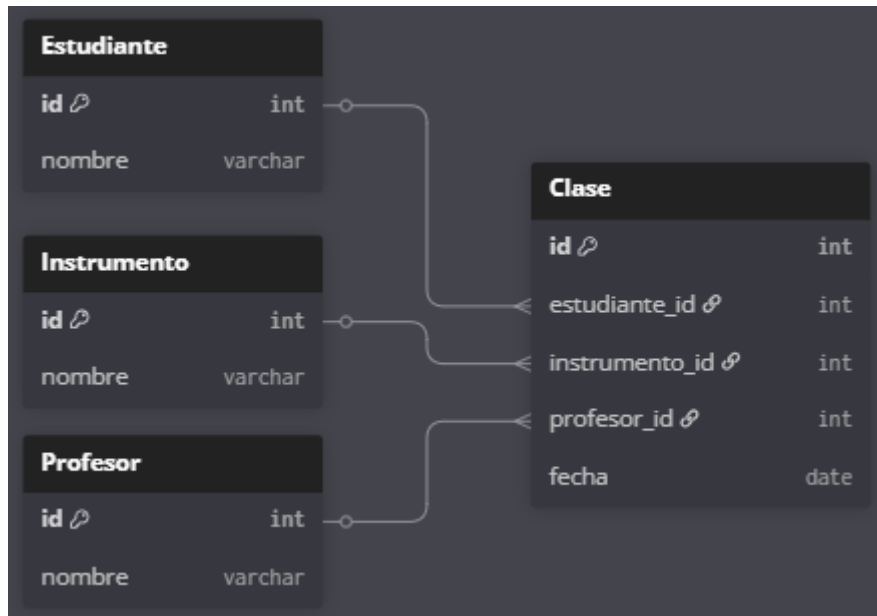 Estudiante
id int
nombre varchar
Instrumento
id int
nombre varchar
Profesor
id int
nombre varchar
Clase
id int
estudiante_id int
instrumento_id int
profesor_id int
fecha date